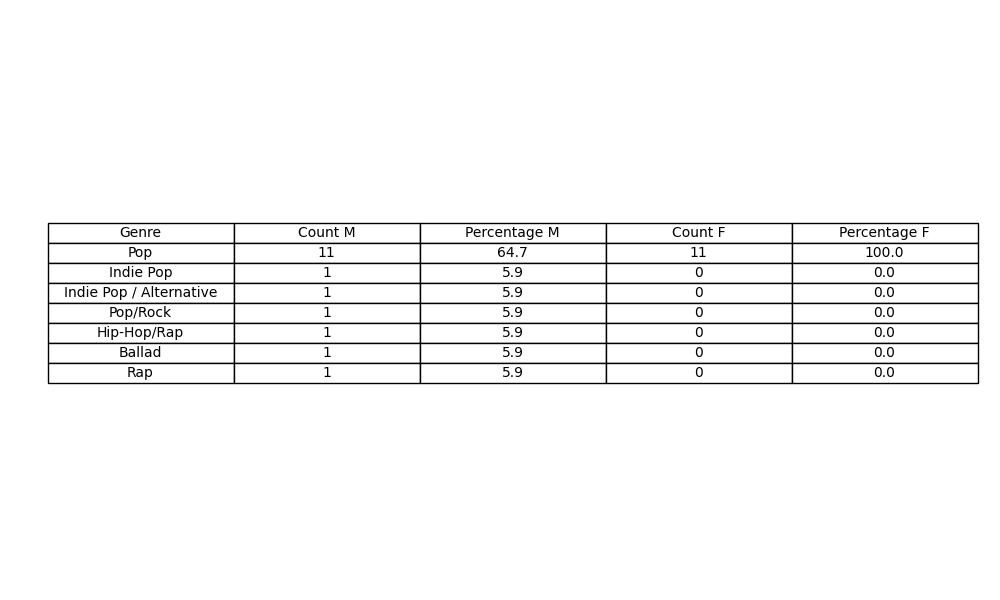 Genre Count M Percentage M Count F Percentage F
Pop 11 64.7 11 100.0
Indie Pop 1 5.9 0 0.0
Indie Pop / Alternative 1 5.9 0 0.0
Pop/Rock 1 5.9 0 0.0
Hip-Hop/Rap 1 5.9 0 0.0
Ballad 1 5.9 0 0.0
Rap 1 5.9 0 0.0